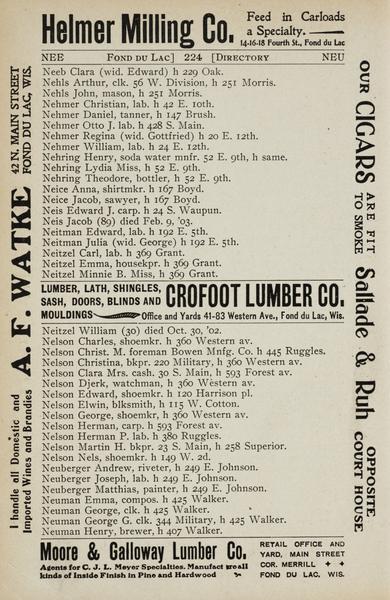 Helmer Milling Co. Feed in Carloads
a Specialty.
14-16-18 Fourth St., Fond du Lac
NEE FOND DU LAC] 224 [DIRECTORY NEU
Neeb Clara (wid. Edward) h 229 Oak.
Nehls Arthur, clk. 56 W. Division, h 251 Morris.
Nehls John, mason, h 251 Morris.
Nehmer Christian, lab. h 42 E. 10th.
Nehmer Daniel, tanner, h 147 Brush.
Nehmer Otto J. lab. h 428 S. Main.
Nehmer Regina (wid. Gottfried) h 20 E. 12th.
Nehmer William, lab. h 24 E. 12th.
Nehring Henry, soda water mnfr. 52 E. 9th, h same.
Nehring Lydia Miss, h 52 E. 9th.
Nehring Theodore, bottler, h 52 E. 9th.
Neice Anna, shirtmkr. h 167 Boyd.
Neice Jacob, sawyer, h 167 Boyd.
Neis Edward J. carp. h 24 S. Waupun.
Neis Jacob (89) died Feb. 9, '03.
Neitman Edward, lab. h 192 E. 5th.
Neitman Julia (wid. George) h 192 E. 5th.
Neitzel Carl, lab. h 369 Grant.
Neitzel Emma, housekpr. h 369 Grant.
Neitzel Minnie B. Miss, h 369 Grant.
LUMBER, LATH, SHINGLES,
SASH, DOORS, BLINDS AND
MOULDINGS
CROFOOT LUMBER CO.
Office and Yards 41-83 Western Ave., Fond du Lac, Wis.
Neitzel William (30) died Oct. 30, '02.
Nelson Charles, shoemkr. h 360 Western av.
Nelson Christ. M. foreman Bowen Mnfg. Co. h 445 Ruggles.
Nelson Christina, bkpr. 220 Military, h 360 Western av.
Nelson Clara Mrs. cash. 30 S. Main, h 593 Forest av.
Nelson Djerk, watchman, h 360 Western av.
Nelson Edward, shoemkr. h 120 Harrison pl.
Nelson Elwin, blksmith, h 115 W. Cotton.
Nelson George, shoemkr, h 360 Western av.
Nelson Herman, carp. h 593 Forest av.
Nelson Herman P. lab. h 380 Ruggles.
Nelson Martin H. bkpr. 23 S. Main, h 258 Superior.
Nelson Nels, shoemkr. h 149 W. 2d.
Neuberger Andrew, riveter, h 249 E. Johnson.
Neuberger Joseph, lab. h 249 E. Johnson.
Neuberger Matthias, painter, h 249 E. Johnson.
Neuman Emma, compos. h 425 Walker.
Neuman George, clk. h 425 Walker.
Neuman George G. clk. 344 Military, h 425 Walker.
Neuman Henry, brewer, h 407 Walker.
Moore & Galloway Lumber Co.
Agents for C. J. L. Meyer Specialties. Manufact are all
kinds of Inside Finish in Pine and Hardwood
RETAIL OFFICE AND
YARD, MAIN STREET
COR. MERRILL
FOND DU LAC, WIS.
I handle all Domestic and
Imported Wines and Brandies
A. F. WATKE
42 N. MAIN STREET
FOND DU LAC, WIS.
OUR CIGARS ARE FIT
TO SMOKE
Sallade & Ruh
OPPOSITE
COURT HOUSE